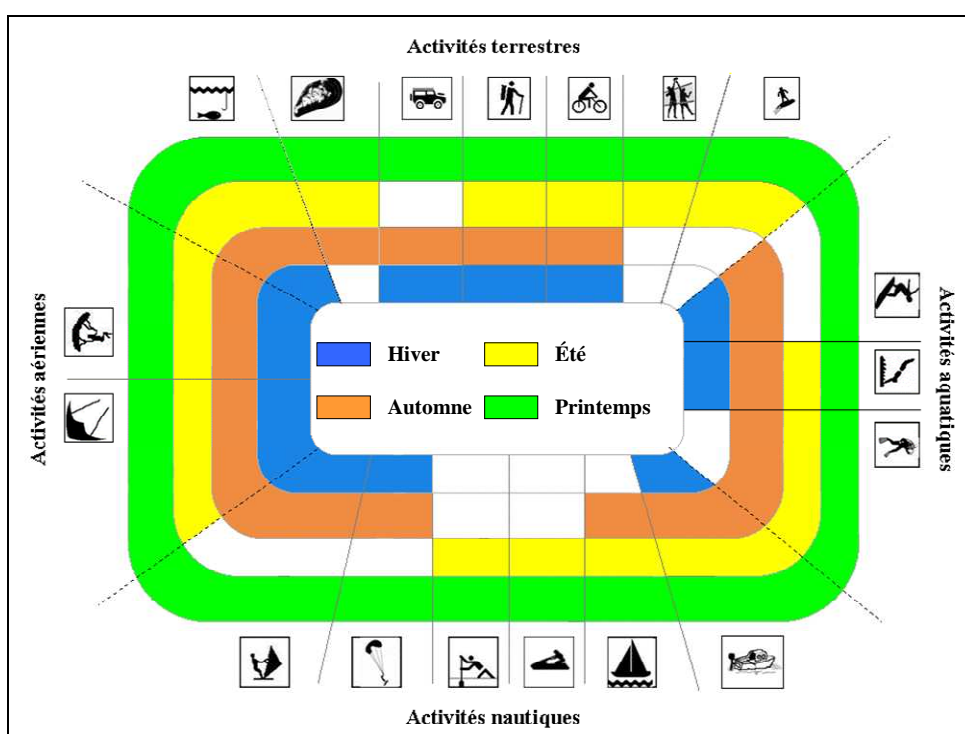 Activités terrestres
Activités aériennes
Hiver
Été
Automne
Printemps
Activités aquatiques
Activités nautiques